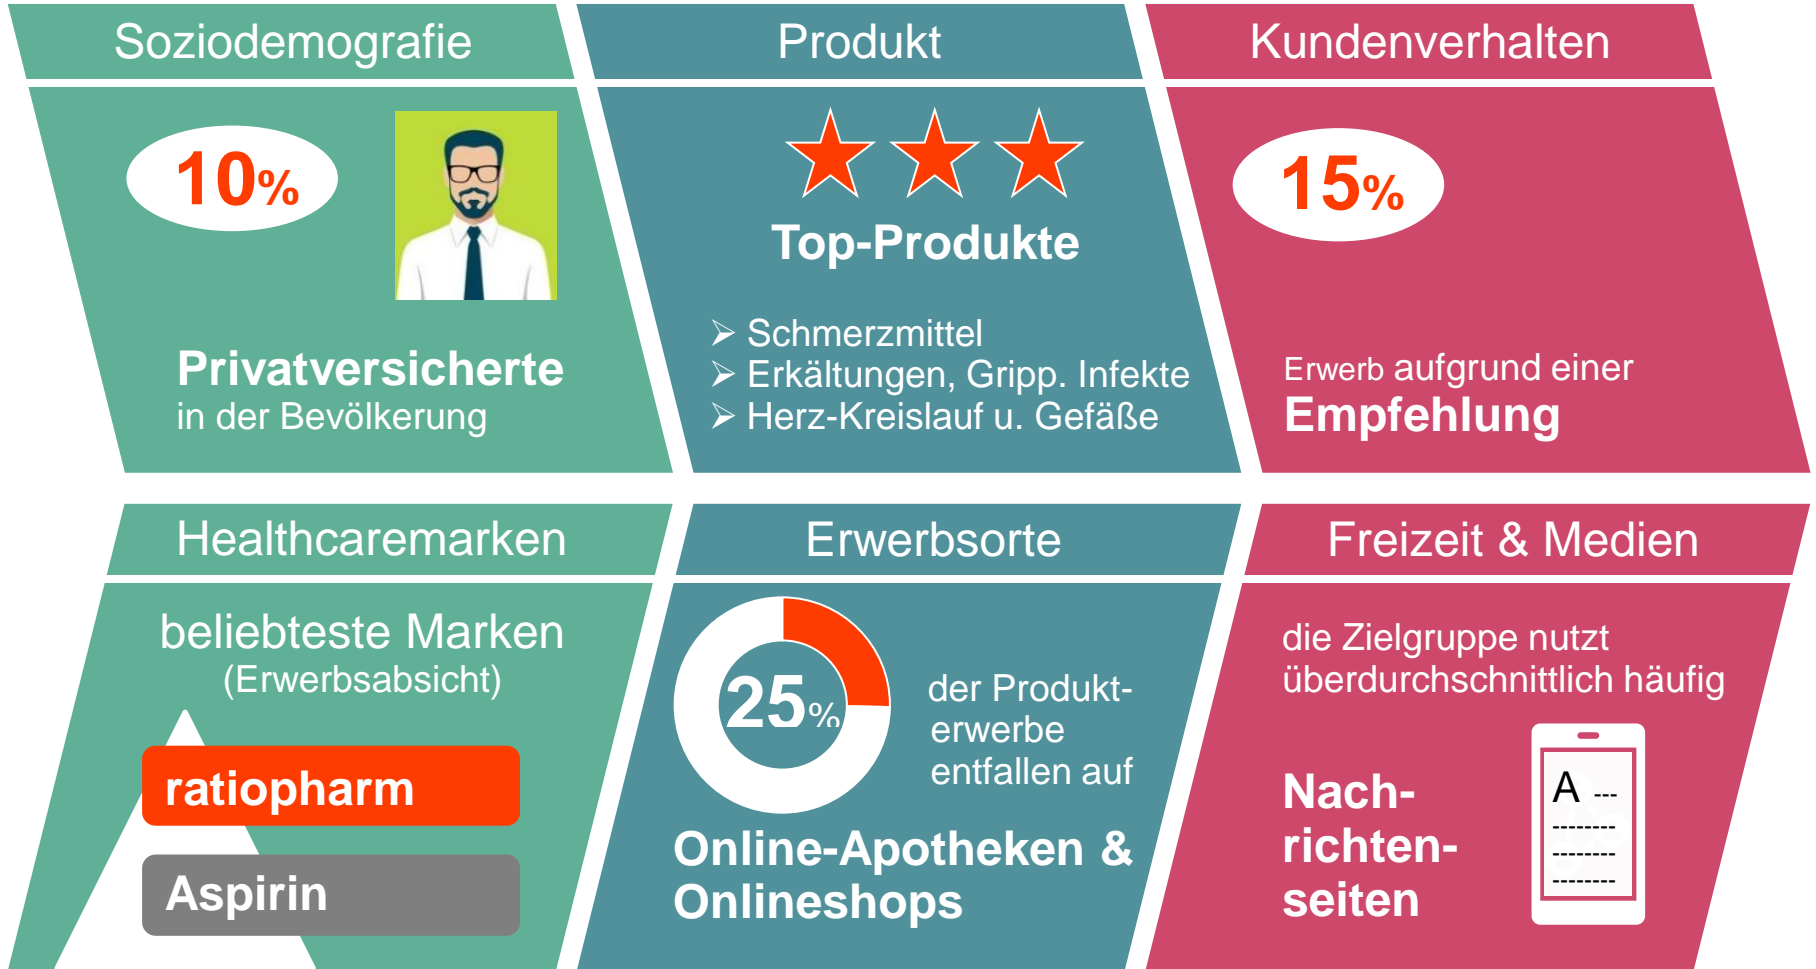 Soziodemografie
10%
Privatversicherte
in der Bevölkerung
Produkt
Top-Produkte
➢ Schmerzmittel
➢ Erkältungen, Gripp. Infekte
➢ Herz-Kreislauf u. Gefäße
Kundenverhalten
15%
Erwerb aufgrund einer
Empfehlung
Healthcaremarken
beliebteste Marken
(Erwerbsabsicht)
ratiopharm
Aspirin
Erwerbsorte
25%
der Produkt-
erwerbe
entfallen auf
Online-Apotheken &
Onlineshops
Freizeit & Medien
die Zielgruppe nutzt
überdurchschnittlich häufig
Nach-
richten-
seiten
A ---
--------
--------
--------